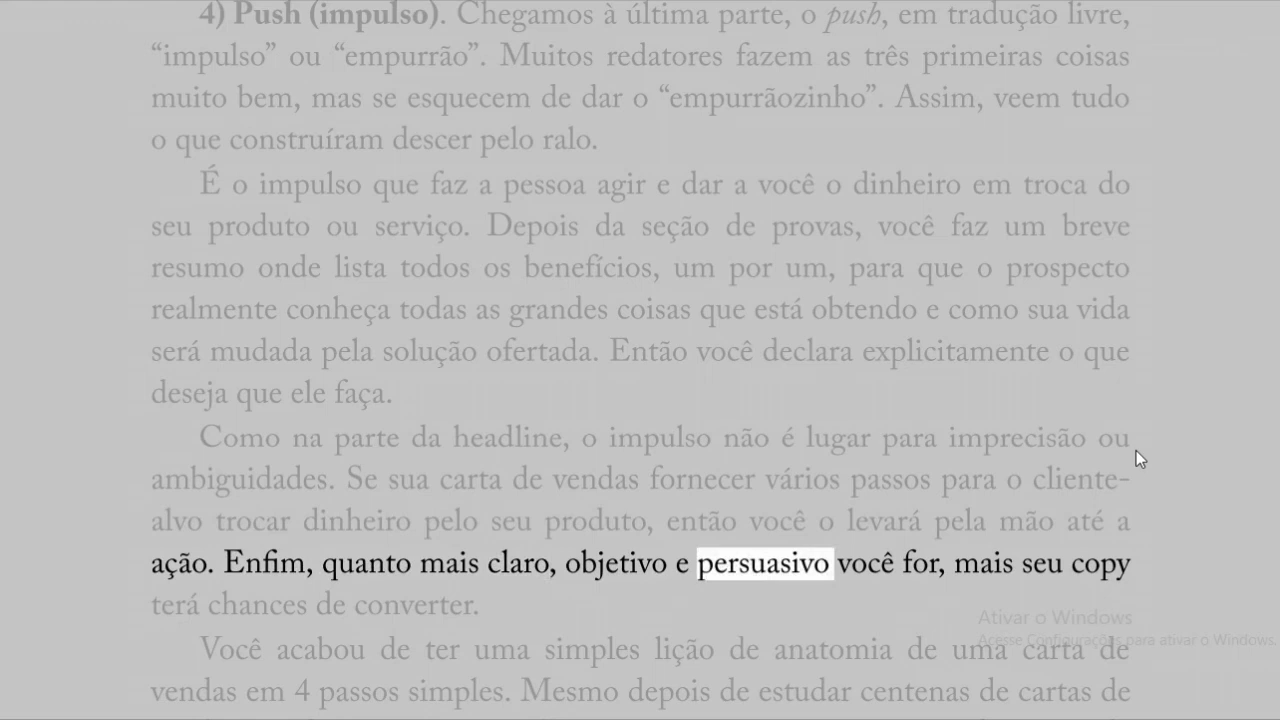 4) Push (impulso). Chegamos à última parte, o push, em tradução livre,
“impulso” ou “empurrão”. Muitos redatores fazem as três primeiras coisas
muito bem, mas se esquecem de dar o “empurrãozinho”. Assim, veem tudo
o que construíram descer pelo ralo.
É o impulso que faz a pessoa agir e dar a você o dinheiro em troca do
seu produto ou serviço. Depois da seção de provas, você faz um breve
resumo onde lista todos os benefícios, um por um, para que o prospecto
realmente conheça todas as grandes coisas que está obtendo e como sua vida
será mudada pela solução ofertada. Então você declara explicitamente o que
deseja que ele faça.
Como na parte da headline, o impulso não é lugar para imprecisão ou
ambiguidades. Se sua carta de vendas fornecer vários passos para o cliente-
alvo trocar dinheiro pelo seu produto, então você o levará pela mão até a
ação. Enfim, quanto mais claro, objetivo e persuasivo você for, mais seu copy
terá chances de converter.
Ativar o Windows
Acesse Configurações para ativar o Windows.
Você acabou de ter uma simples lição de anatomia de uma carta de
vendas em 4 passos simples. Mesmo depois de estudar centenas de cartas de